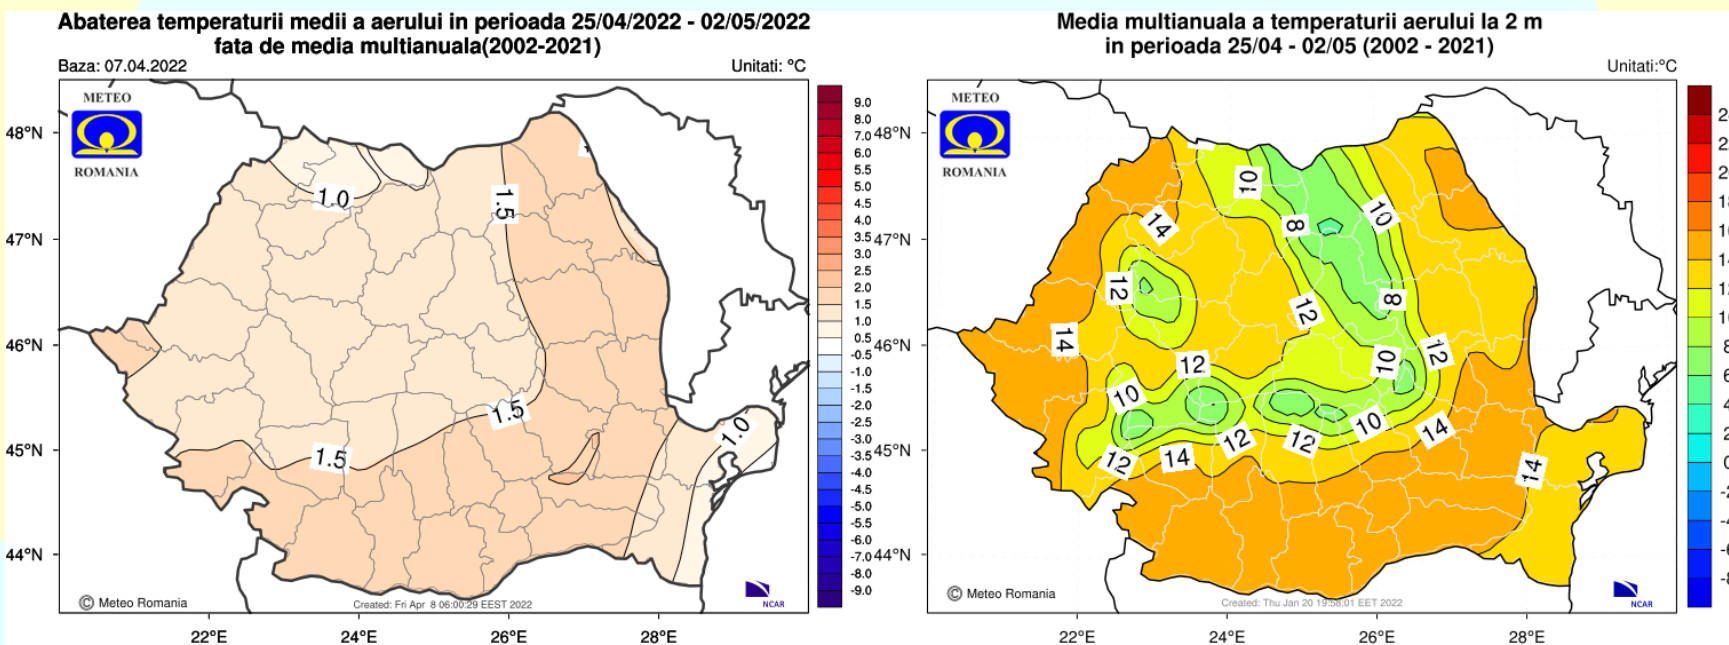 Abaterea temperaturii medii a aerului in perioada 25/04/2022 - 02/05/2022
fata de media multianuala(2002-2021)
Baza: 07.04.2022
Unitati: °C
METEO
ROMANIA
48°N
47°N
46°N
45°N
44°N
22°E
24°E
26°E
28°E
1.0
1.5
1.5
1.5
1.0
9.0
8.0
7.0
6.0
5.5
5.0
4.5
4.0
3.5
3.0
2.5
2.0
1.5
1.0
0.5
-0.5
-1.0
-1.5
-2.0
-2.5
-3.0
-3.5
-4.0
-4.5
-5.0
-5.5
-6.0
-7.0
-8.0
-9.0
© Meteo Romania
Created: Fri Apr 8 06:00:29 EEST 2022
NCAR
Media multianuala a temperaturii aerului la 2 m
in perioada 25/04 - 02/05 (2002 - 2021)
Unitati:°C
METEO
ROMANIA
48°N
47°N
46°N
45°N
44°N
22°E
24°E
26°E
28°E
10
14
8
10
12
12
8
14
12
10
12
10
12
14
12
12
10
14
14
18
8
6
4
2
0
© Meteo Romania
Created: Thu Jan 20 19:58:01 EET 2022
NCAR